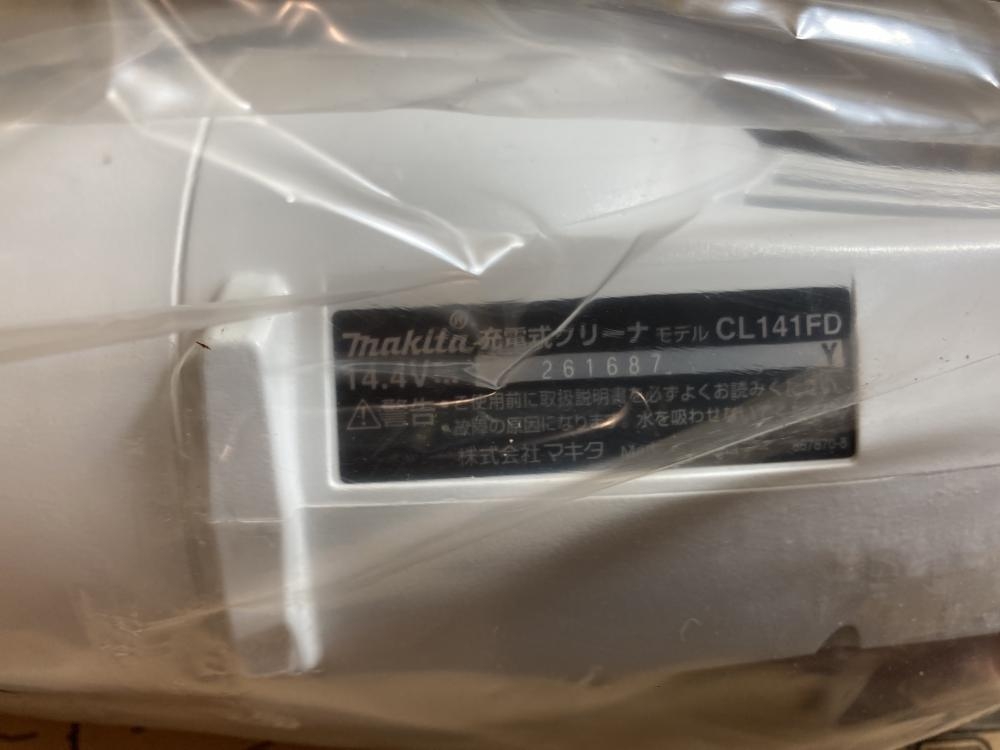 makita® 充電式クリーナ モデル CL141FD
14.4V 261687 Y
⚠警告 ご使用前に取扱説明書を必ずよくお読みください。
故障の原因になります。水を吸わせないで
株式会社 マキタ